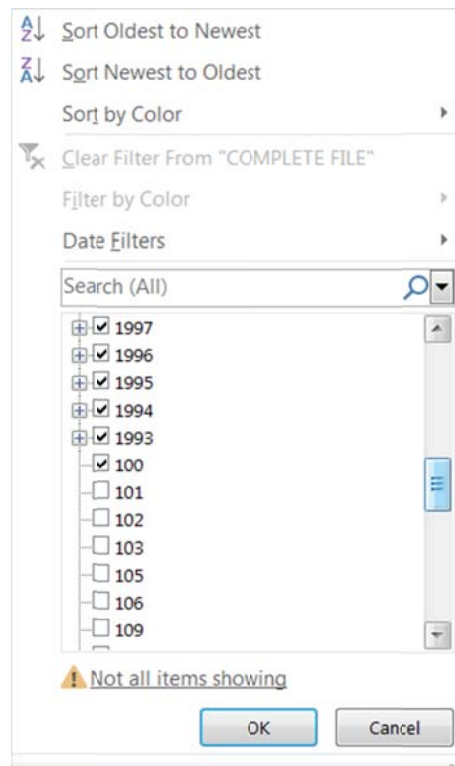 Sort Oldest to Newest
Sort Newest to Oldest
Sort by Color
Clear Filter From "COMPLETE FILE"
Filter by Color
Date Filters
Search (All)
1997
1996
1995
1994
1993
100
101
102
103
105
106
109
Not all items showing
OK Cancel